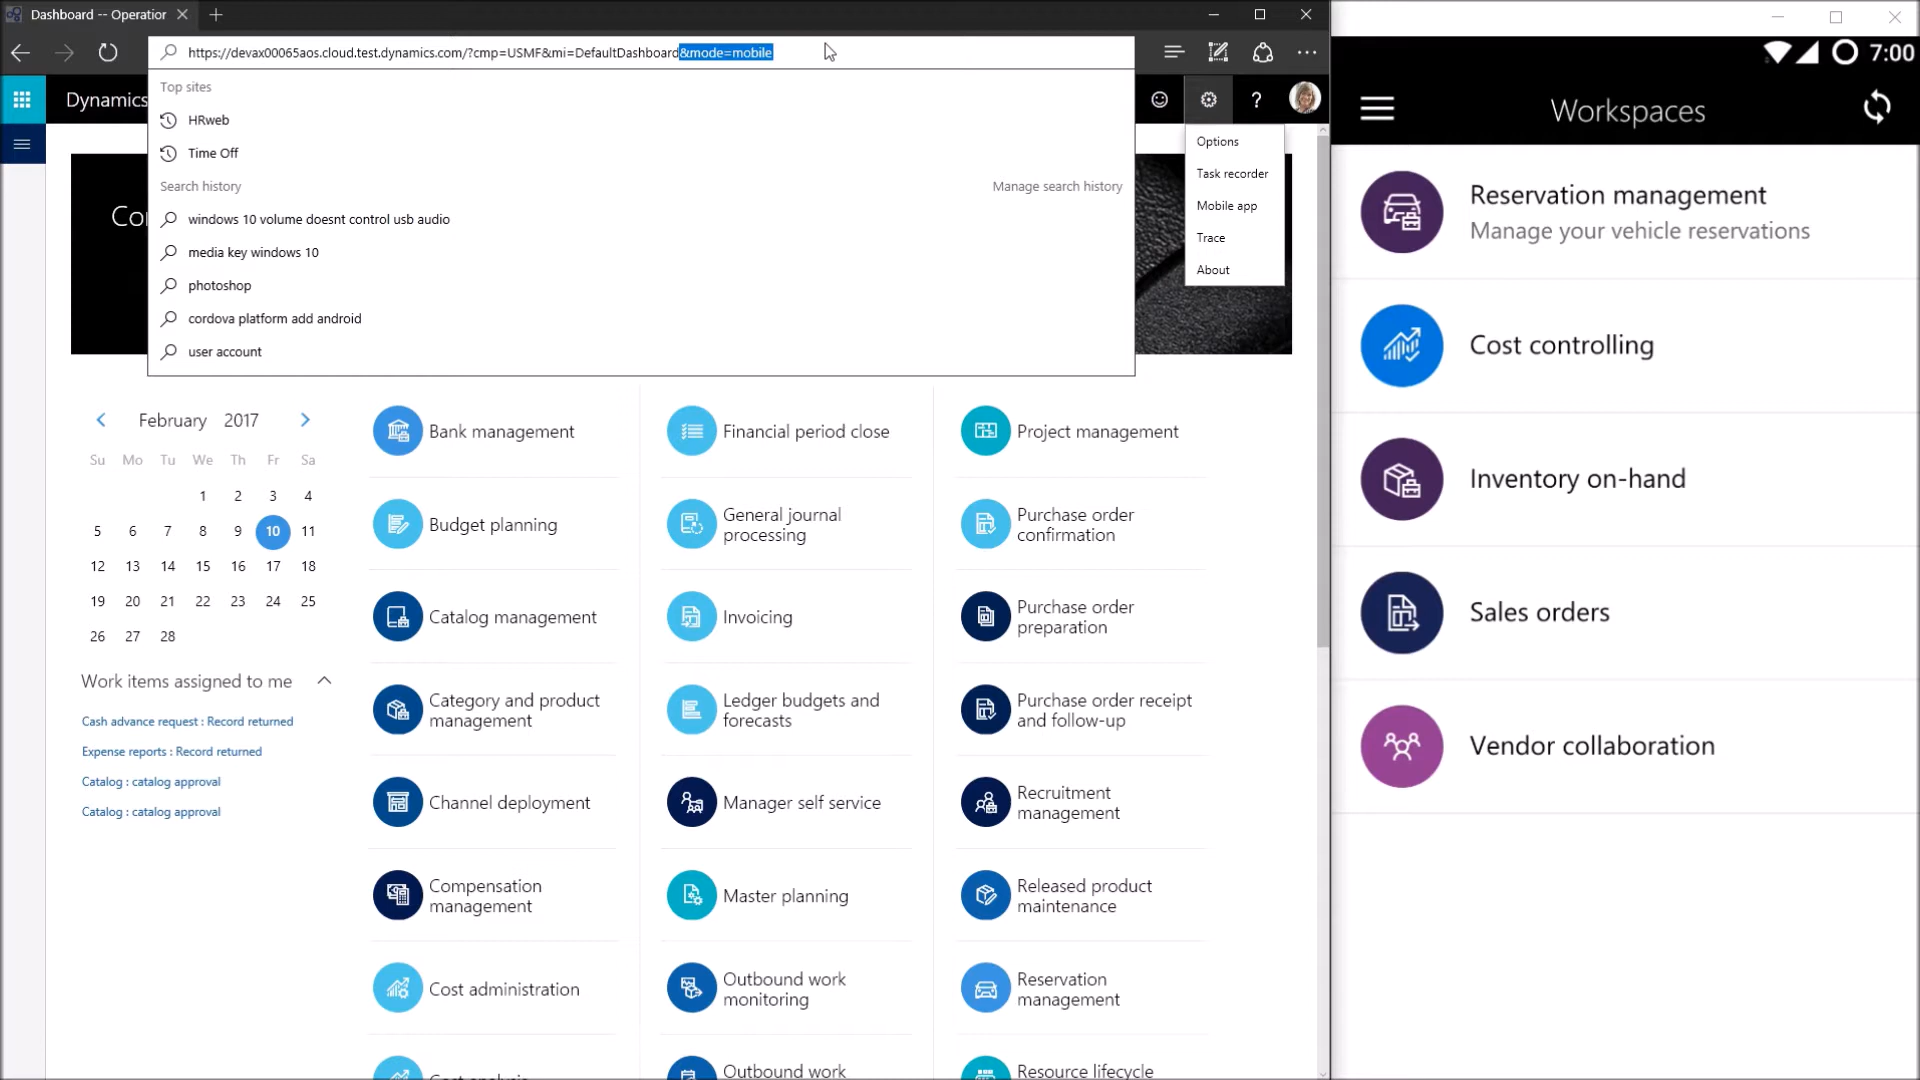 Dashboard -- Operation
https://devax00065aos.cloud.test.dynamics.com/?cmp=USMF&mi=DefaultDashboard&mode=mobile
Top sites
HRweb
Time Off
Search history
Manage search history
windows 10 volume doesnt control usb audio
media key windows 10
photoshop
cordova platform add android
user account
Dynamics
?
Options
Task recorder
Mobile app
Trace
About
February 2017
Su Mo Tu We Th Fr Sa
1 2 3 4
5 6 7 8 9 10 11
12 13 14 15 16 17 18
19 20 21 22 23 24 25
26 27 28
Work items assigned to me
Cash advance request : Record returned
Expense reports : Record returned
Catalog : catalog approval
Catalog : catalog approval
Bank management
Budget planning
Catalog management
Category and product
management
Channel deployment
Compensation
management
Cost administration
Financial period close
General journal
processing
Invoicing
Ledger budgets and
forecasts
Manager self service
Master planning
Outbound work
monitoring
Outbound work
Project management
Purchase order
confirmation
Purchase order
preparation
Purchase order receipt
and follow-up
Recruitment
management
Released product
maintenance
Reservation
management
Resource lifecycle
7:00
Workspaces
Reservation management
Manage your vehicle reservations
Cost controlling
Inventory on-hand
Sales orders
Vendor collaboration